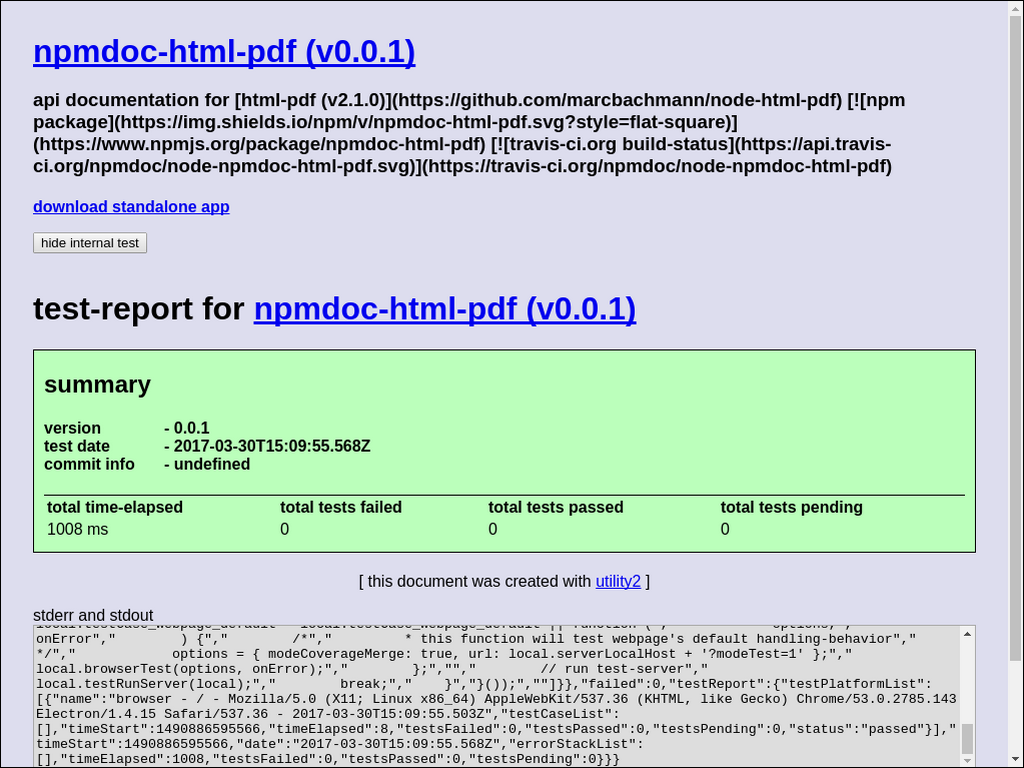 npmdoc-html-pdf (v0.0.1)
api documentation for [html-pdf (v2.1.0)](https://github.com/marcbachmann/node-html-pdf) [![npm
package](https://img.shields.io/npm/v/npmdoc-html-pdf.svg?style=flat-square)]
(https://www.npmjs.org/package/npmdoc-html-pdf) [![travis-ci.org build-status](https://api.travis-
ci.org/npmdoc/node-npmdoc-html-pdf.svg)](https://travis-ci.org/npmdoc/node-npmdoc-html-pdf)
download standalone app
hide internal test
test-report for npmdoc-html-pdf (v0.0.1)
summary
version - 0.0.1
test date - 2017-03-30T15:09:55.568Z
commit info - undefined
total time-elapsed total tests failed total tests passed total tests pending
1008 ms 0 0 0
[ this document was created with utility2 ]
stderr and stdout
local.testCase_webpage_default = local.testCase_webpage_default || function (","            options,","
onError","        ) {","        /*","         * this function will test webpage's default handling-behavior","
*/","            options = { modeCoverageMerge: true, url: local.serverLocalHost + '?modeTest=1' };","
local.browserTest(options, onError);","        };","","        // run test-server","
local.testRunServer(local);","        break;","    }","}());",""]}},"failed":0,"testReport":{"testPlatformList":
[{"name":"browser - / - Mozilla/5.0 (X11; Linux x86_64) AppleWebKit/537.36 (KHTML, like Gecko) Chrome/53.0.2785.143
Electron/1.4.15 Safari/537.36 - 2017-03-30T15:09:55.503Z","testCaseList":
[],"timeStart":1490886595566,"timeElapsed":8,"testsFailed":0,"testsPassed":0,"testsPending":0,"status":"passed"}],"
timeStart":1490886595566,"date":"2017-03-30T15:09:55.568Z","errorStackList":
[],"timeElapsed":1008,"testsFailed":0,"testsPassed":0,"testsPending":0}}}